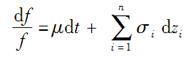 df/f = μdt + ∑_{i=1}^{n} σ_i dz_i